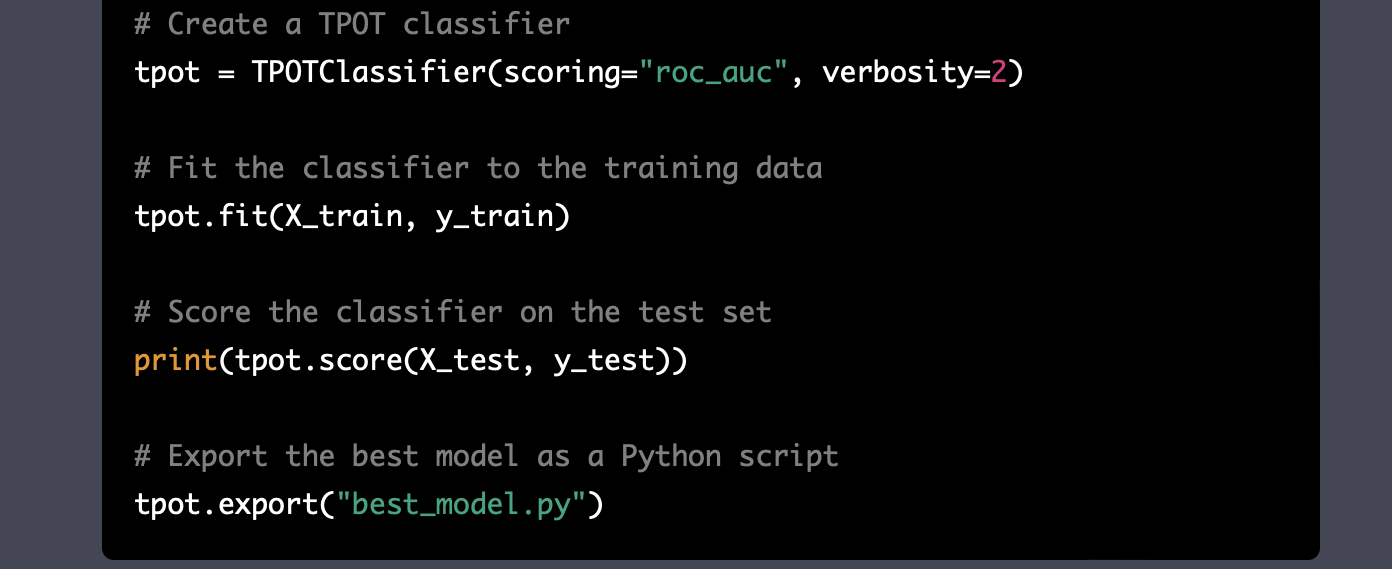 # Create a TPOT classifier
tpot = TPOTClassifier(scoring="roc_auc", verbosity=2)
# Fit the classifier to the training data
tpot.fit(X_train, y_train)
# Score the classifier on the test set
print(tpot.score(X_test, y_test))
# Export the best model as a Python script
tpot.export("best_model.py")